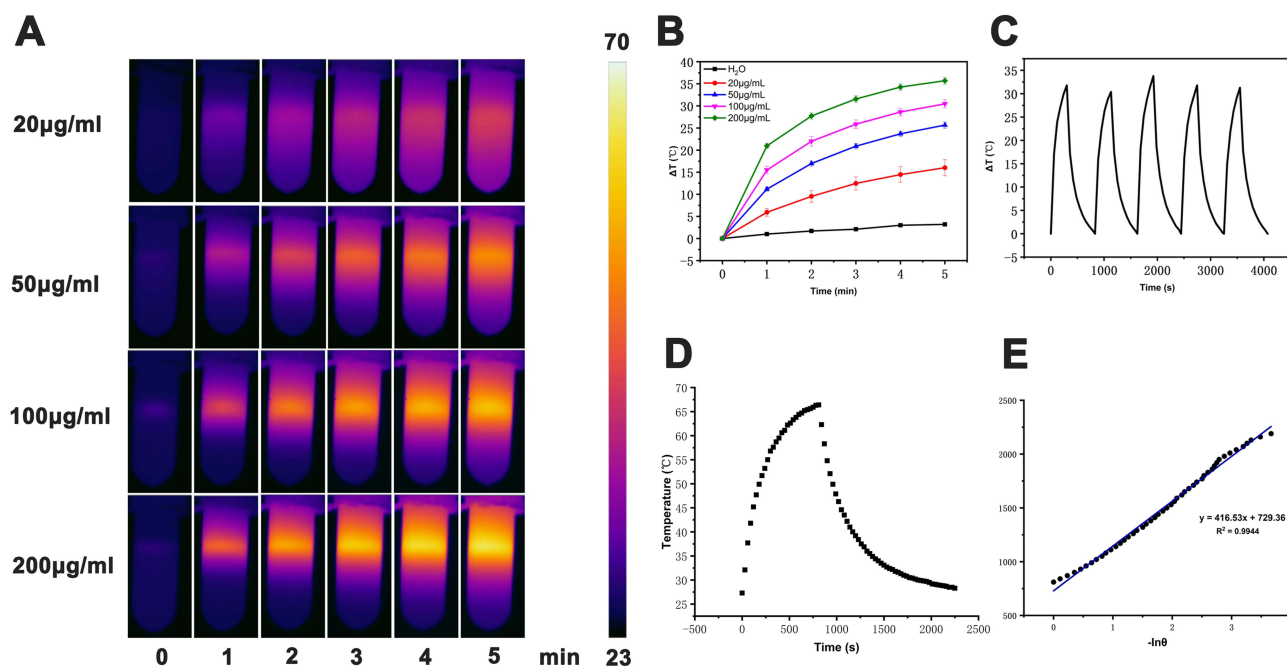 A
20μg/ml
50μg/ml
100μg/ml
200μg/ml
0 1 2 3 4 5 min
70
23
B
ΔT (℃)
40
35
30
25
20
15
10
5
0
-5
H₂O
20μg/mL
50μg/mL
100μg/mL
200μg/mL
0 1 2 3 4 5
Time (min)
C
ΔT (℃)
35
30
25
20
15
10
5
0
-5
0 1000 2000 3000 4000
Time (s)
D
Temperature (℃)
70
65
60
55
50
45
40
35
30
25
-500 0 500 1000 1500 2000 2500
Time (s)
E
2500
2000
1500
1000
500
y = 416.53x + 729.36
R² = 0.9944
0 1 2 3
-lnθ